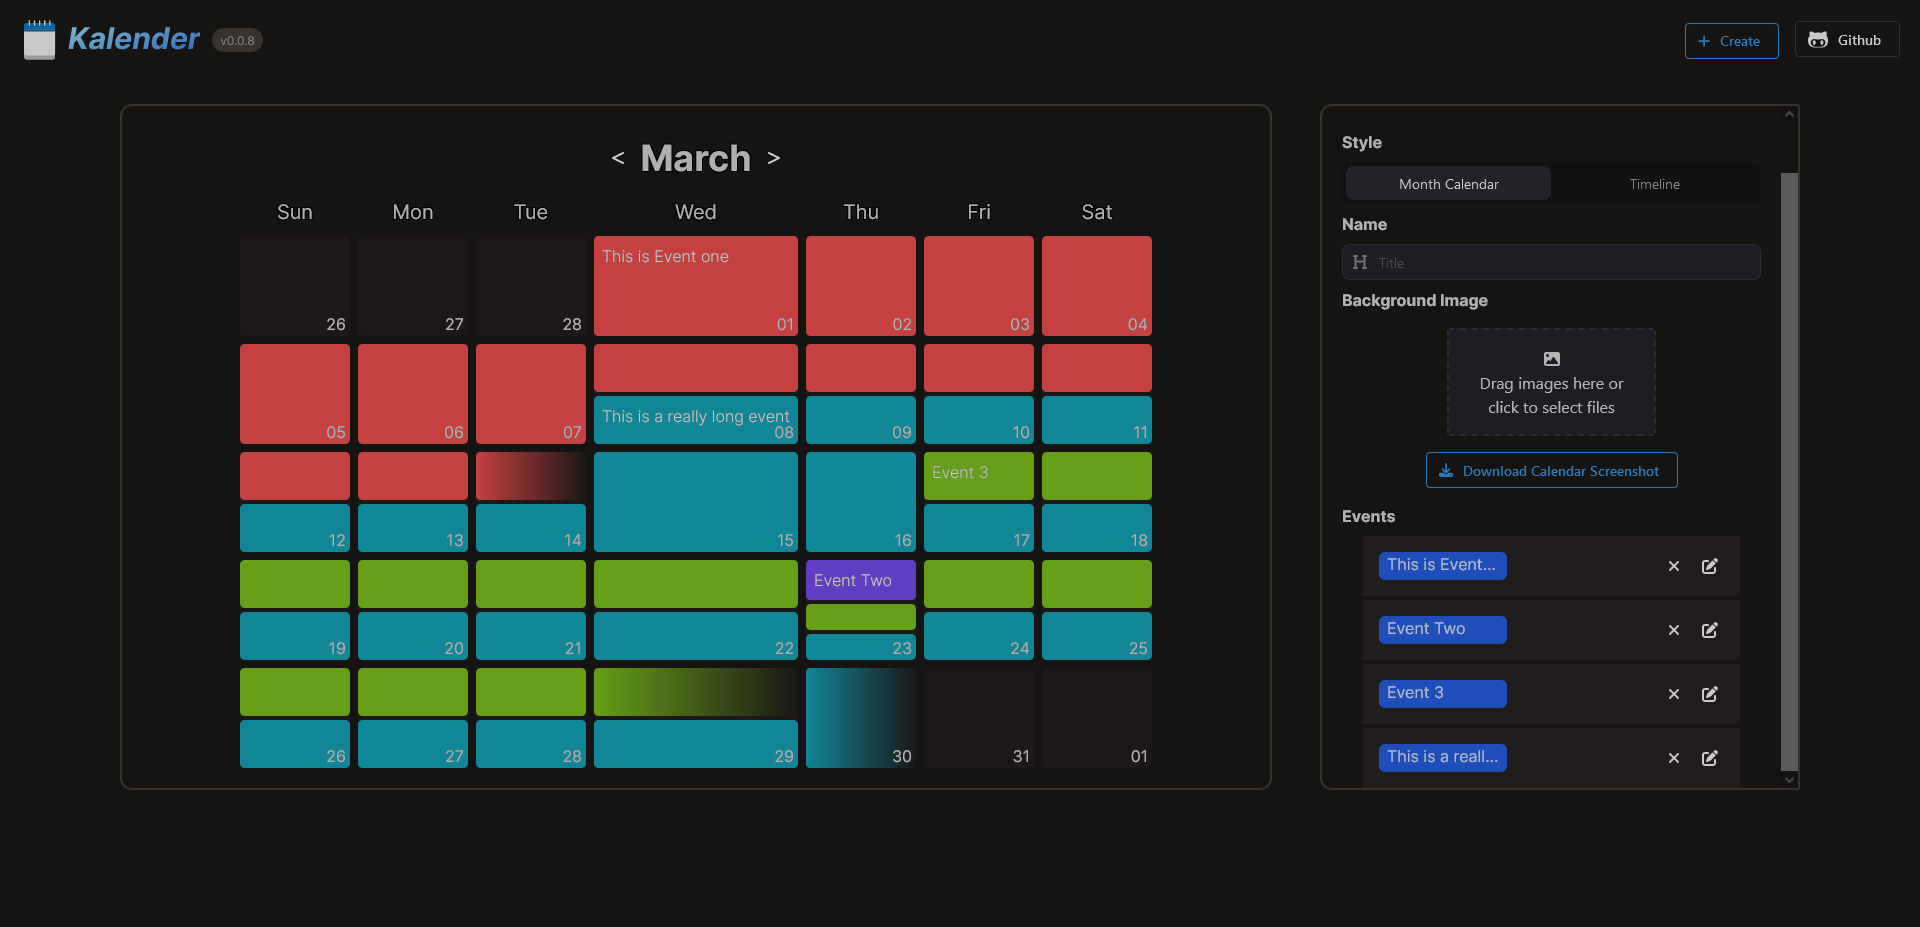 Kalender v0.0.8
Create
Github
< March >
Sun Mon Tue Wed Thu Fri Sat
This is Event one
26 27 28 01 02 03 04
This is a really long event
05 06 07 08 09 10 11
Event 3
12 13 14 15 16 17 18
Event Two
19 20 21 22 23 24 25
26 27 28 29 30 31 01
Style
Month Calendar Timeline
Name
Title
Background Image
Drag images here or
click to select files
Download Calendar Screenshot
Events
This is Event...
Event Two
Event 3
This is a reall...